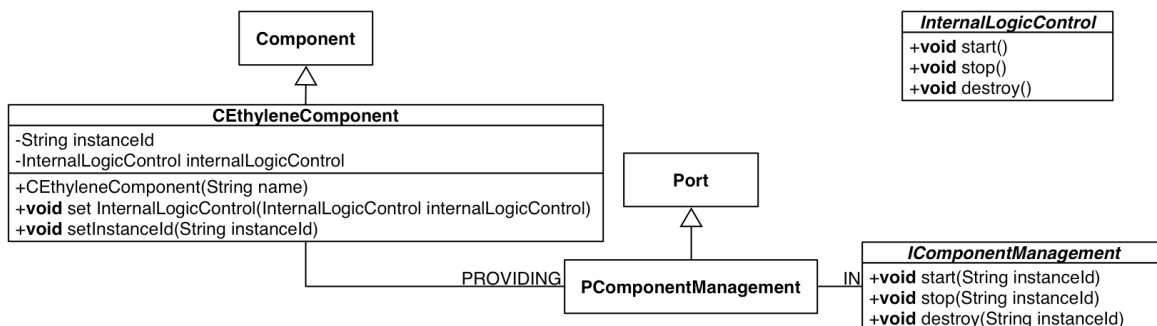 Component
InternalLogicControl
+void start()
+void stop()
+void destroy()
CEthyleneComponent
-String instanceId
-InternalLogicControl internalLogicControl
+CEthyleneComponent(String name)
+void set InternalLogicControl(InternalLogicControl internalLogicControl)
+void setInstanceId(String instanceId)
Port
PROVIDING
PComponentManagement
IN
IComponentManagement
+void start(String instanceId)
+void stop(String instanceId)
+void destroy(String instanceId)